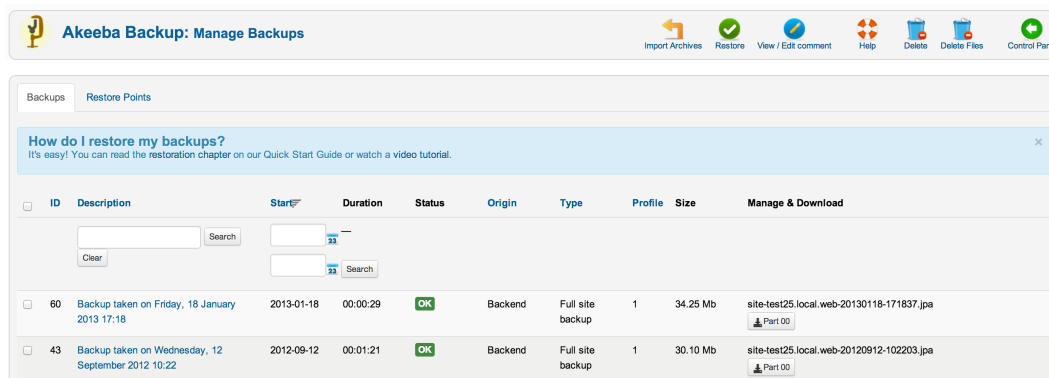 Akeeba Backup: Manage Backups
Import Archives Restore View / Edit comment Help Delete Delete Files Control Pan
Backups Restore Points
How do I restore my backups? ×
It's easy! You can read the restoration chapter on our Quick Start Guide or watch a video tutorial.
ID Description Start Duration Status Origin Type Profile Size Manage & Download
Search 23 —
Clear 23 Search
60 Backup taken on Friday, 18 January 2013-01-18 00:00:29 OK Backend Full site 1 34.25 Mb site-test25.local.web-20130118-171837.jpa
2013 17:18 backup Part 00
43 Backup taken on Wednesday, 12 2012-09-12 00:01:21 OK Backend Full site 1 30.10 Mb site-test25.local.web-20120912-102203.jpa
September 2012 10:22 backup Part 00